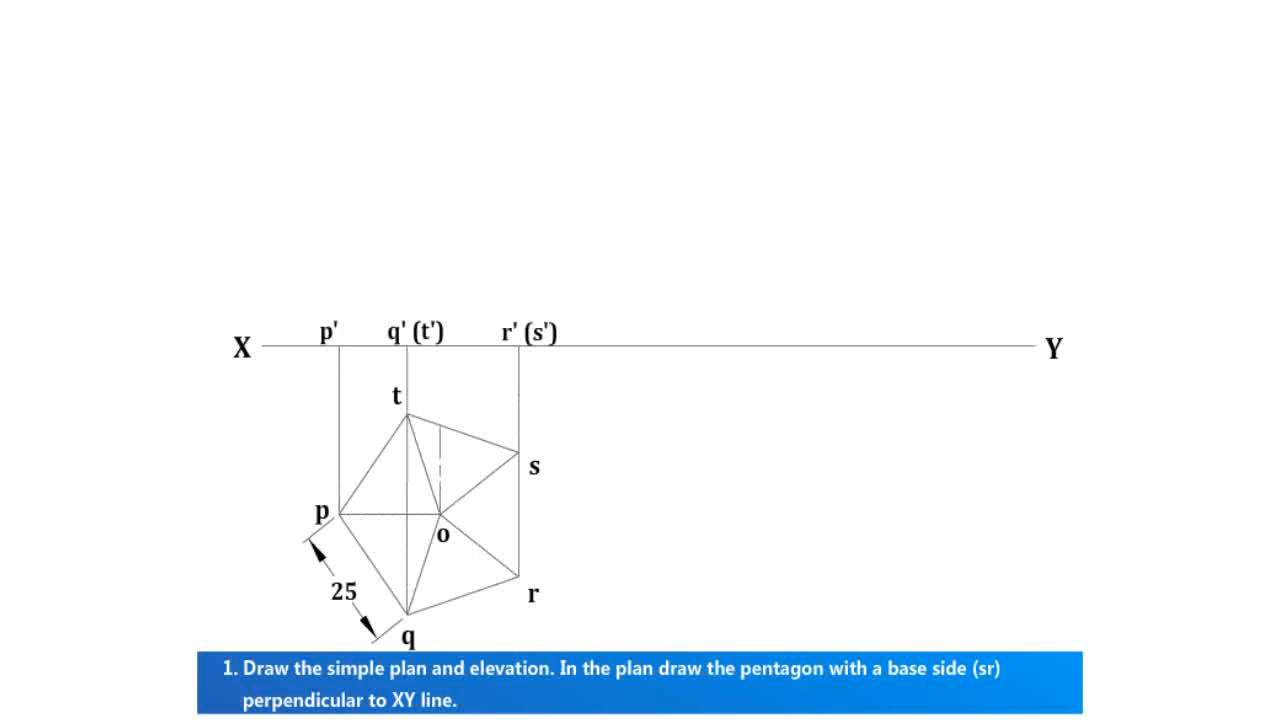 p' q' (t') r' (s')
X Y
t
s
p
o
25
r
q
1. Draw the simple plan and elevation. In the plan draw the pentagon with a base side (sr)
perpendicular to XY line.